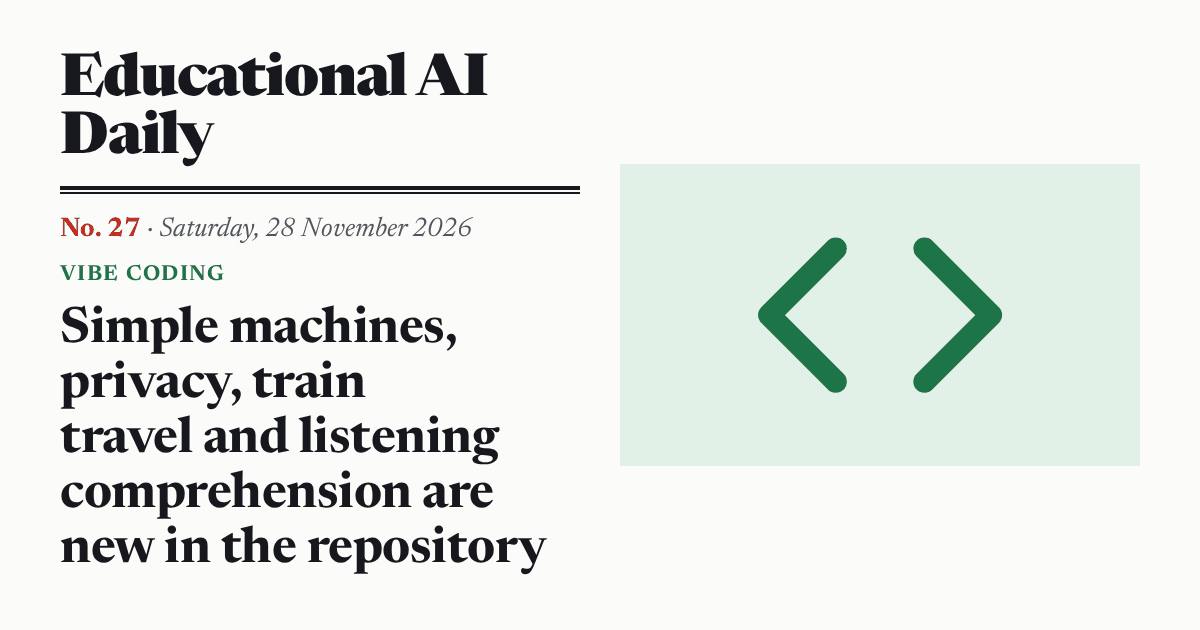 Educational AI
Daily
No. 27 · Saturday, 28 November 2026
VIBE CODING
Simple machines,
privacy, train
travel and listening
comprehension are
new in the repository